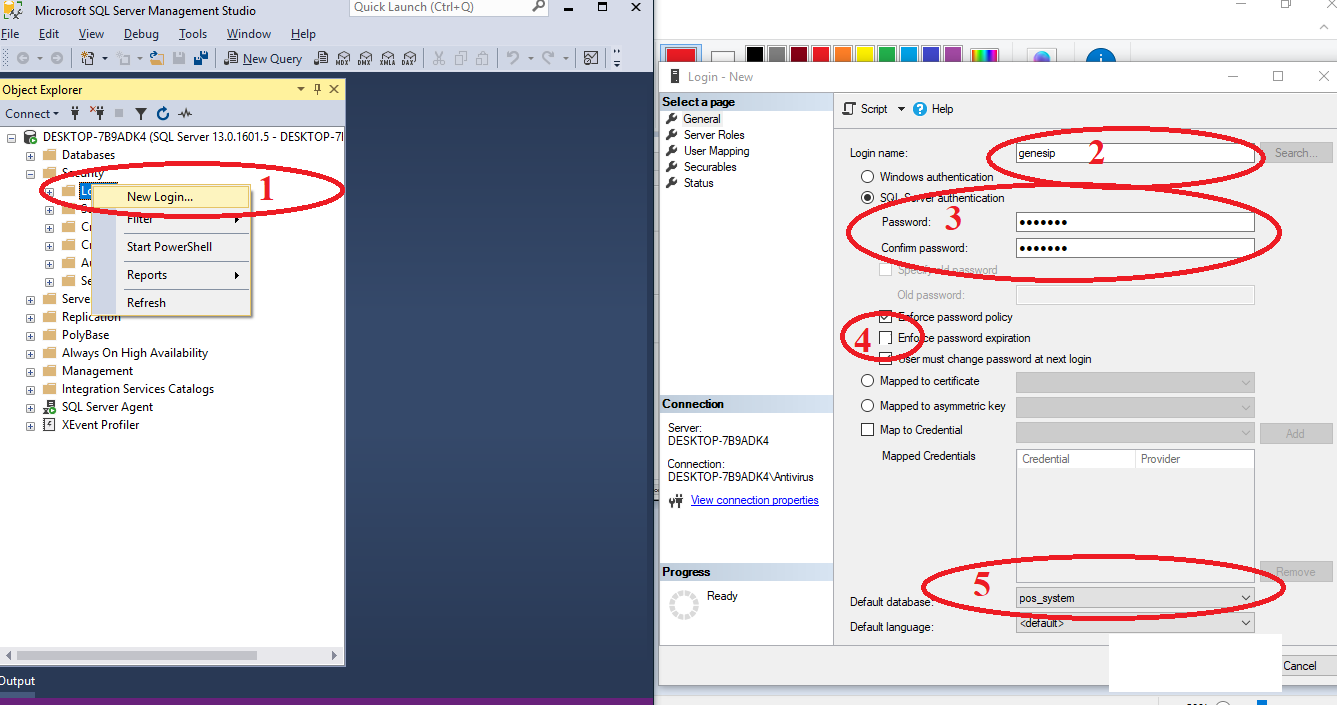 Microsoft SQL Server Management Studio
Quick Launch (Ctrl+Q)
File Edit View Debug Tools Window Help
New Query
MDX DMX XMLA DAX
Object Explorer
Connect
DESKTOP-7B9ADK4 (SQL Server 13.0.1601.5 - DESKTOP-7
Databases
Security
1
New Login...
Filter
Start PowerShell
Reports
Refresh
Server
Replication
PolyBase
Always On High Availability
Management
Integration Services Catalogs
SQL Server Agent
XEvent Profiler
Output
Login - New
Select a page
General
Server Roles
User Mapping
Securables
Status
Connection
Server:
DESKTOP-7B9ADK4
Connection:
DESKTOP-7B9ADK4\Antivirus
View connection properties
Progress
Ready
Script Help
Login name: genesip 2 Search...
Windows authentication
SQL Server authentication
Password: 3 •••••••
Confirm password: •••••••
Specify old password
Old password:
Enforce password policy
4 Enforce password expiration
User must change password at next login
Mapped to certificate
Mapped to asymmetric key
Map to Credential Add
Mapped Credentials Credential Provider
Remove
5
Default database: pos_system
Default language: <default>
Cancel